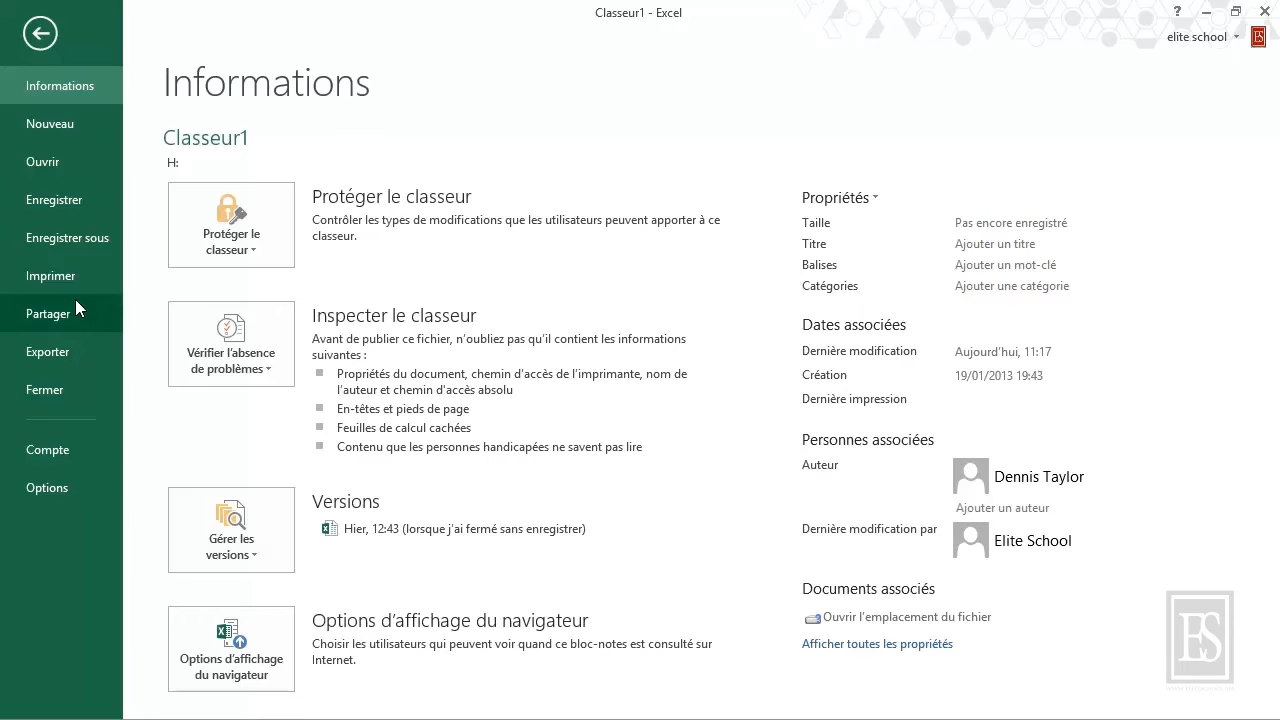 Classeur1 - Excel
?
elite school
ES
Informations
Nouveau
Ouvrir
Enregistrer
Enregistrer sous
Imprimer
Partager
Exporter
Fermer
Compte
Options
Informations
Classeur1
H:
Protéger le
classeur
Protéger le classeur
Contrôler les types de modifications que les utilisateurs peuvent apporter à ce
classeur.
Vérifier l'absence
de problèmes
Inspecter le classeur
Avant de publier ce fichier, n'oubliez pas qu'il contient les informations
suivantes :
Propriétés du document, chemin d'accès de l'imprimante, nom de
l'auteur et chemin d'accès absolu
En-têtes et pieds de page
Feuilles de calcul cachées
Contenu que les personnes handicapées ne savent pas lire
Gérer les
versions
Versions
Hier, 12:43 (lorsque j'ai fermé sans enregistrer)
Options d'affichage
du navigateur
Options d'affichage du navigateur
Choisir les utilisateurs qui peuvent voir quand ce bloc-notes est consulté sur
Internet.
Propriétés
Taille Pas encore enregistré
Titre Ajouter un titre
Balises Ajouter un mot-clé
Catégories Ajouter une catégorie
Dates associées
Dernière modification Aujourd'hui, 11:17
Création 19/01/2013 19:43
Dernière impression
Personnes associées
Auteur Dennis Taylor
Ajouter un auteur
Dernière modification par Elite School
Documents associés
Ouvrir l'emplacement du fichier
Afficher toutes les propriétés
ES